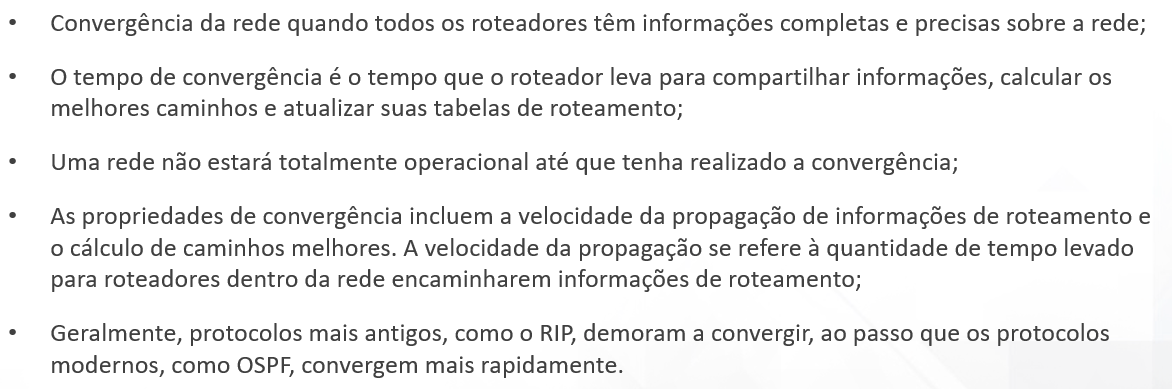 • Convergência da rede quando todos os roteadores têm informações completas e precisas sobre a rede;
• O tempo de convergência é o tempo que o roteador leva para compartilhar informações, calcular os
melhores caminhos e atualizar suas tabelas de roteamento;
• Uma rede não estará totalmente operacional até que tenha realizado a convergência;
• As propriedades de convergência incluem a velocidade da propagação de informações de roteamento e
o cálculo de caminhos melhores. A velocidade da propagação se refere à quantidade de tempo levado
para roteadores dentro da rede encaminharem informações de roteamento;
• Geralmente, protocolos mais antigos, como o RIP, demoram a convergir, ao passo que os protocolos
modernos, como OSPF, convergem mais rapidamente.